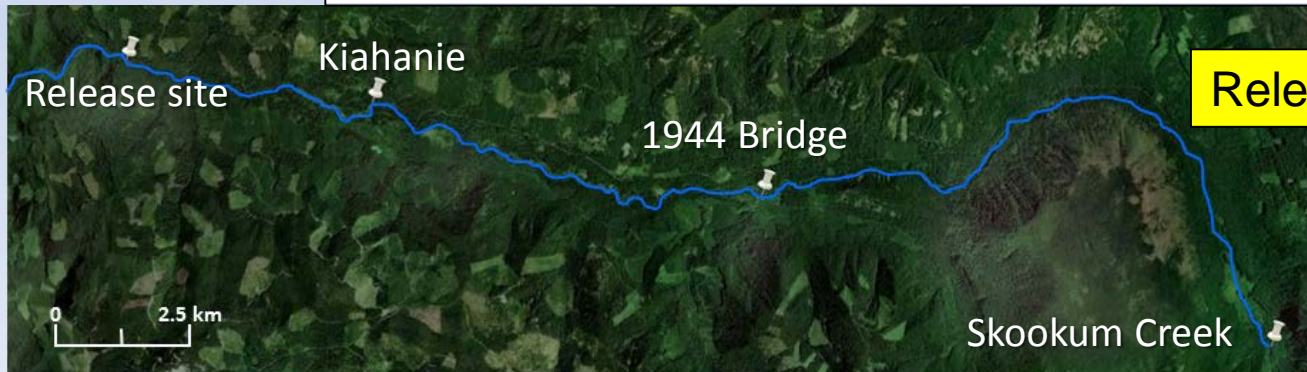 Kiahanie
Release site
Rele
1944 Bridge
0 2.5 km
Skookum Creek